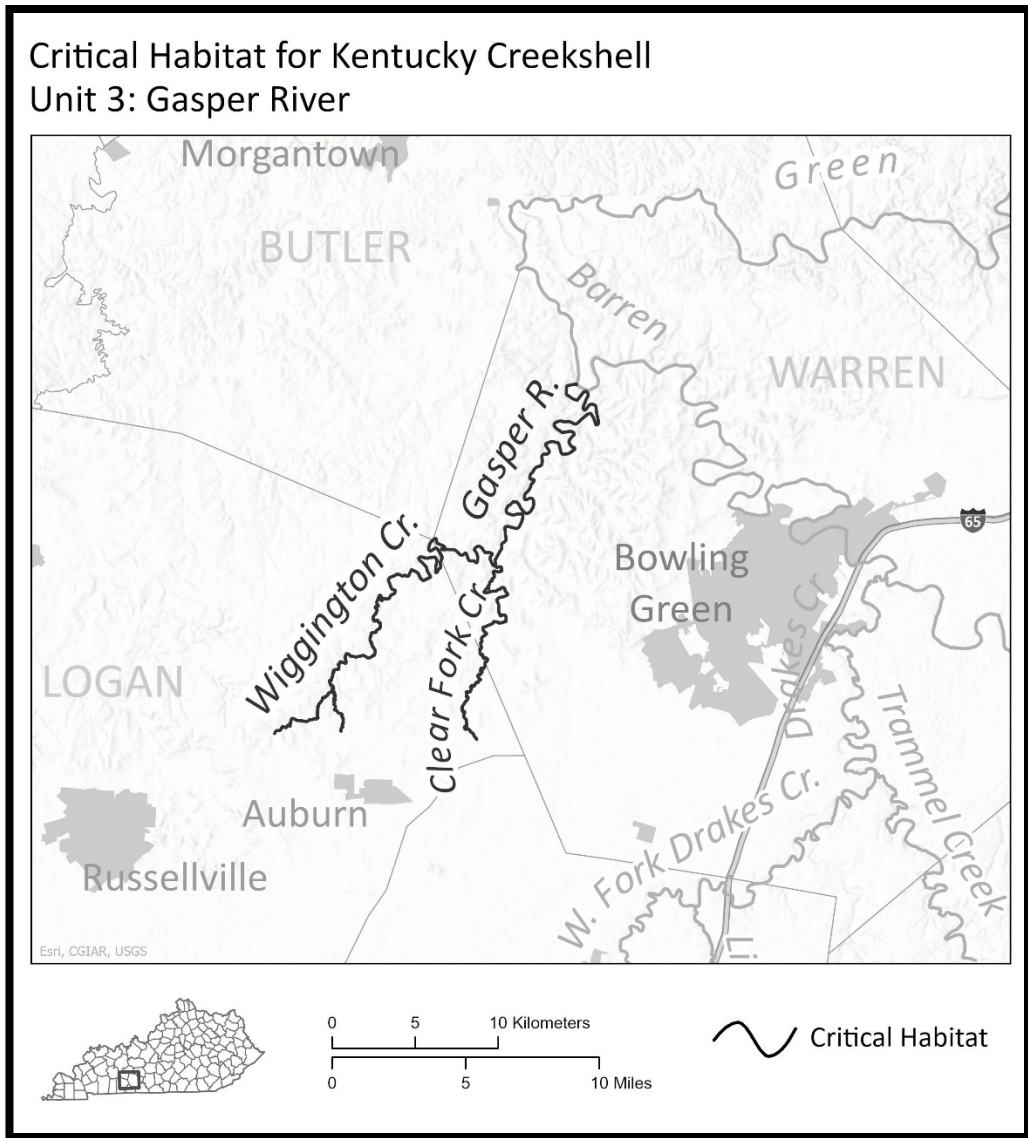 Critical Habitat for Kentucky Creekshell
Unit 3: Gasper River
Morgantown
Green
BUTLER
Barren
WARREN
Gasper R.
65
Wiggington Cr.
Bowling
Green
Clear Fork Cr.
Drakes Cr.
LOGAN
Trammel Creek
Auburn
W. Fork Drakes Cr.
Russellville
Li
Esri, CGIAR, USGS
0 5 10 Kilometers
0 5 10 Miles
Critical Habitat